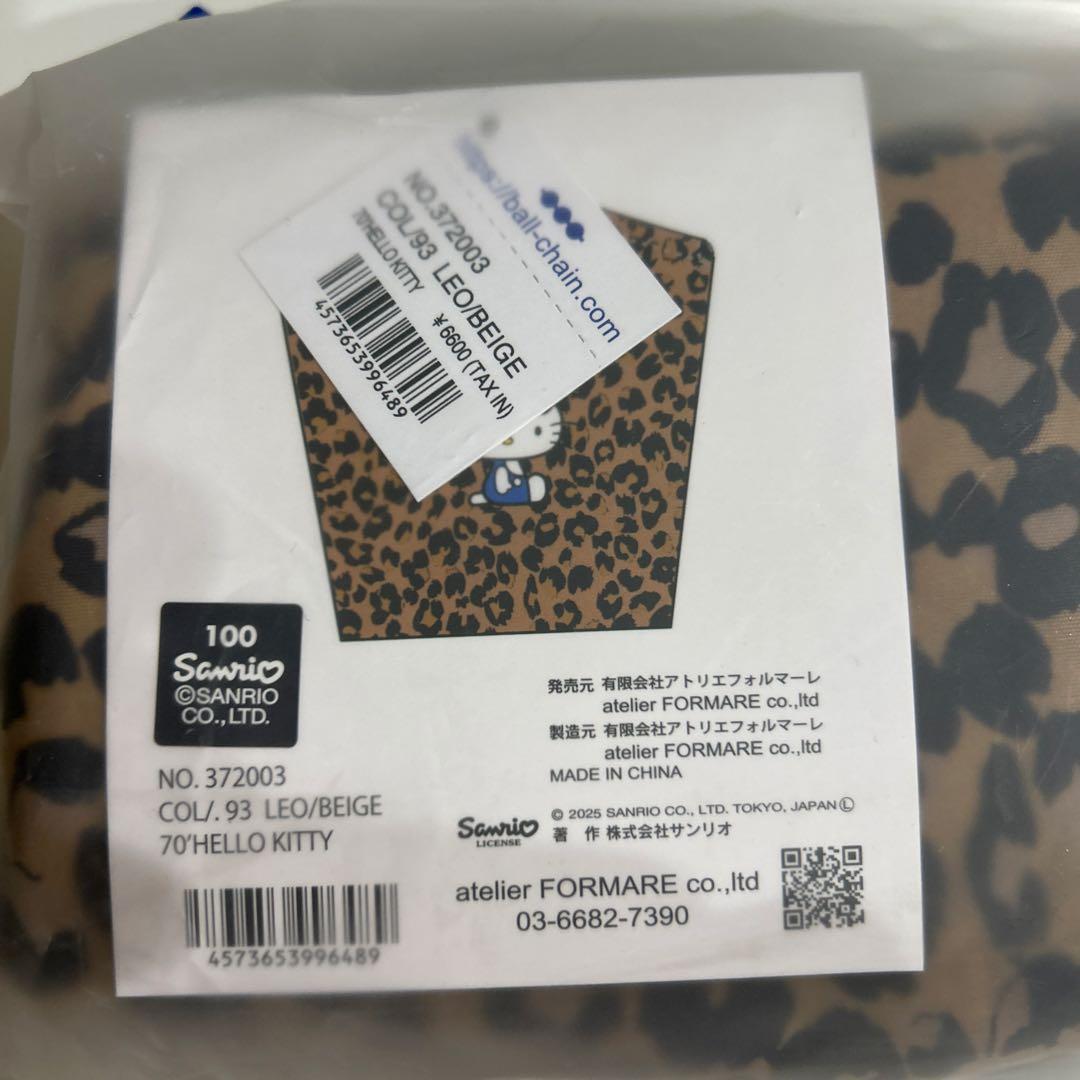 https://ball-chain.com
NO.372003
COL/93 LEO/BEIGE
70'HELLO KITTY
¥6600 (TAX IN)
4573653996489
100
Sanrio
©SANRIO
CO., LTD.
発売元 有限会社アトリエフォルマーレ
atelier FORMARE co.,ltd
製造元 有限会社アトリエフォルマーレ
atelier FORMARE co.,ltd
MADE IN CHINA
NO. 372003
COL/. 93 LEO/BEIGE
70'HELLO KITTY
© 2025 SANRIO CO., LTD. TOKYO, JAPAN Ⓛ
Sanrio
LICENSE
著 作 株式会社サンリオ
atelier FORMARE co.,ltd
03-6682-7390
4573653996489